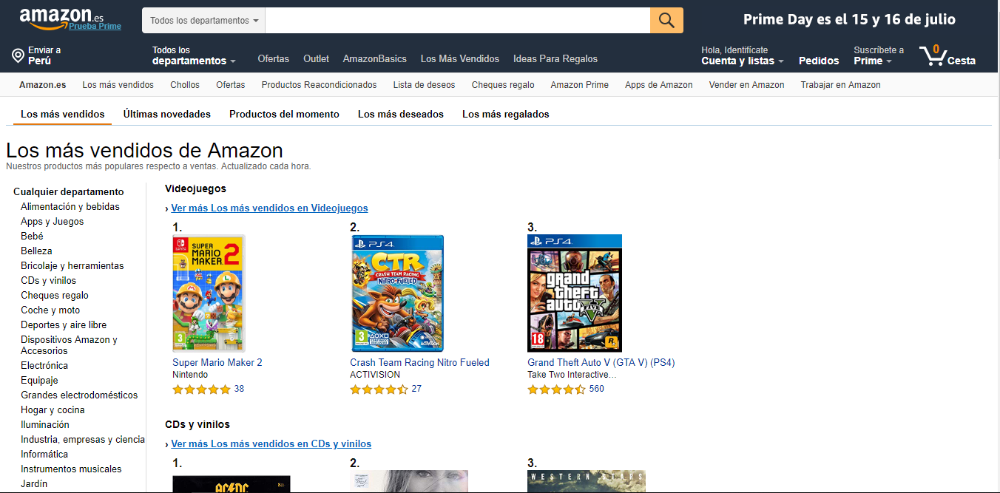 amazon.es
Prueba Prime
Todos los departamentos
Prime Day es el 15 y 16 de julio
Enviar a
Perú
Todos los
departamentos
Ofertas
Outlet
AmazonBasics
Los Más Vendidos
Ideas Para Regalos
Hola, Identifícate
Cuenta y listas
Pedidos
Suscríbete a
Prime
0
Cesta
Amazon.es
Los más vendidos
Chollos
Ofertas
Productos Reacondicionados
Lista de deseos
Cheques regalo
Amazon Prime
Apps de Amazon
Vender en Amazon
Trabajar en Amazon
Los más vendidos
Últimas novedades
Productos del momento
Los más deseados
Los más regalados
Los más vendidos de Amazon
Nuestros productos más populares respecto a ventas. Actualizado cada hora.
Cualquier departamento
Alimentación y bebidas
Apps y Juegos
Bebé
Belleza
Bricolaje y herramientas
CDs y vinilos
Cheques regalo
Coche y moto
Deportes y aire libre
Dispositivos Amazon y
Accesorios
Electrónica
Equipaje
Grandes electrodomésticos
Hogar y cocina
Iluminación
Industria, empresas y ciencia
Informática
Instrumentos musicales
Jardín
Videojuegos
› Ver más Los más vendidos en Videojuegos
1.
SUPER
MARIO
MAKER 2
3
Super Mario Maker 2
Nintendo
38
2.
PS4
CTR
CRASH TEAM RACING
NITRO-FUELED
3
ACTIVISION
Crash Team Racing Nitro Fueled
ACTIVISION
27
3.
PS4
grand
theft
auto V
FIVE
18
R
Grand Theft Auto V (GTA V) (PS4)
Take Two Interactive…
560
CDs y vinilos
› Ver más Los más vendidos en CDs y vinilos
1.
AC/DC
2.
3.
WESTERN STARS